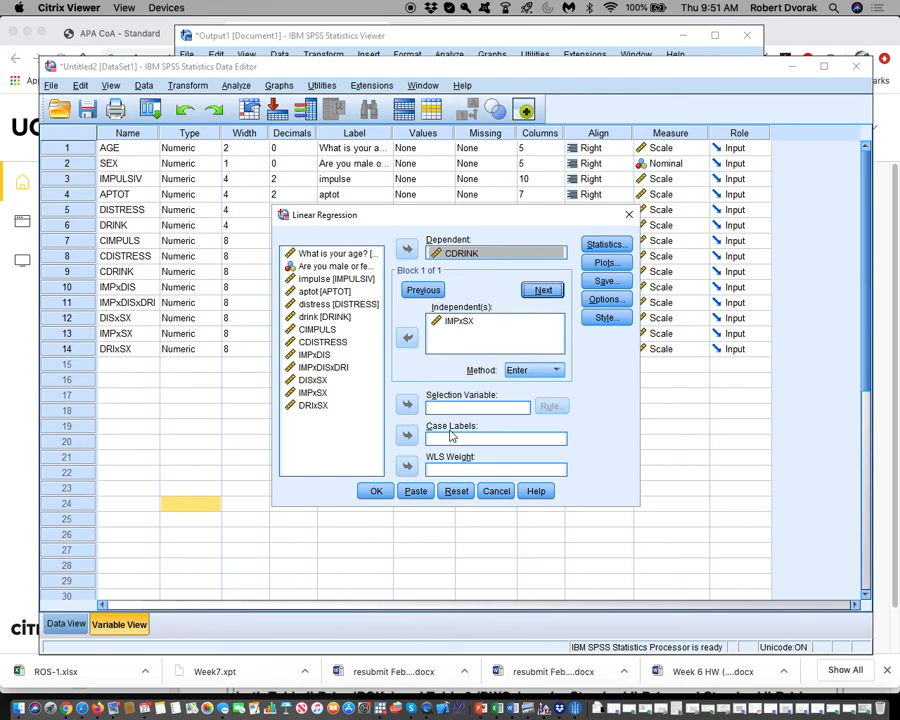 Citrix Viewer View Devices 100% Thu 9:51 AM Robert Dvorak
APA CoA - Standard
*Output1 [Document1] - IBM SPSS Statistics Viewer
*Untitled2 [DataSet1] - IBM SPSS Statistics Data Editor
File Edit View Data Transform Analyze Graphs Utilities Extensions Window Help
Name Type Width Decimals Label Values Missing Columns Align Measure Role
1 AGE Numeric 2 0 What is your a... None None 5 Right Scale Input
2 SEX Numeric 1 0 Are you male o... None None 5 Right Nominal Input
3 IMPULSIV Numeric 4 2 impulse None None 10 Right Scale Input
4 APTOT Numeric 4 2 aptot None None 7 Right Scale Input
5 DISTRESS Numeric 4 Scale Input
6 DRINK Numeric 4 Scale Input
7 CIMPULS Numeric 8 Scale Input
8 CDISTRESS Numeric 8 Scale Input
9 CDRINK Numeric 8 Scale Input
10 IMPxDIS Numeric 8 Scale Input
11 IMPxDISxDRI Numeric 8 Scale Input
12 DISxSX Numeric 8 Scale Input
13 IMPxSX Numeric 8 Scale Input
14 DRIxSX Numeric 8 Scale Input
15
16
17
18
19
20
21
22
23
24
25
26
27
28
29
30
Linear Regression
What is your age? [...
Are you male or fe...
impulse [IMPULSIV]
aptot [APTOT]
distress [DISTRESS]
drink [DRINK]
CIMPULS
CDISTRESS
IMPxDIS
IMPxDISxDRI
DISxSX
IMPxSX
DRIxSX
Dependent:
CDRINK
Block 1 of 1
Previous Next
Independent(s):
IMPxSX
Method: Enter
Selection Variable:
Rule...
Case Labels:
WLS Weight:
Statistics...
Plots...
Save...
Options...
Style...
OK Paste Reset Cancel Help
Data View Variable View
IBM SPSS Statistics Processor is ready Unicode:ON
ROS-1.xlsx Week7.xpt resubmit Feb....docx resubmit Feb....docx Week 6 HW (....docx Show All